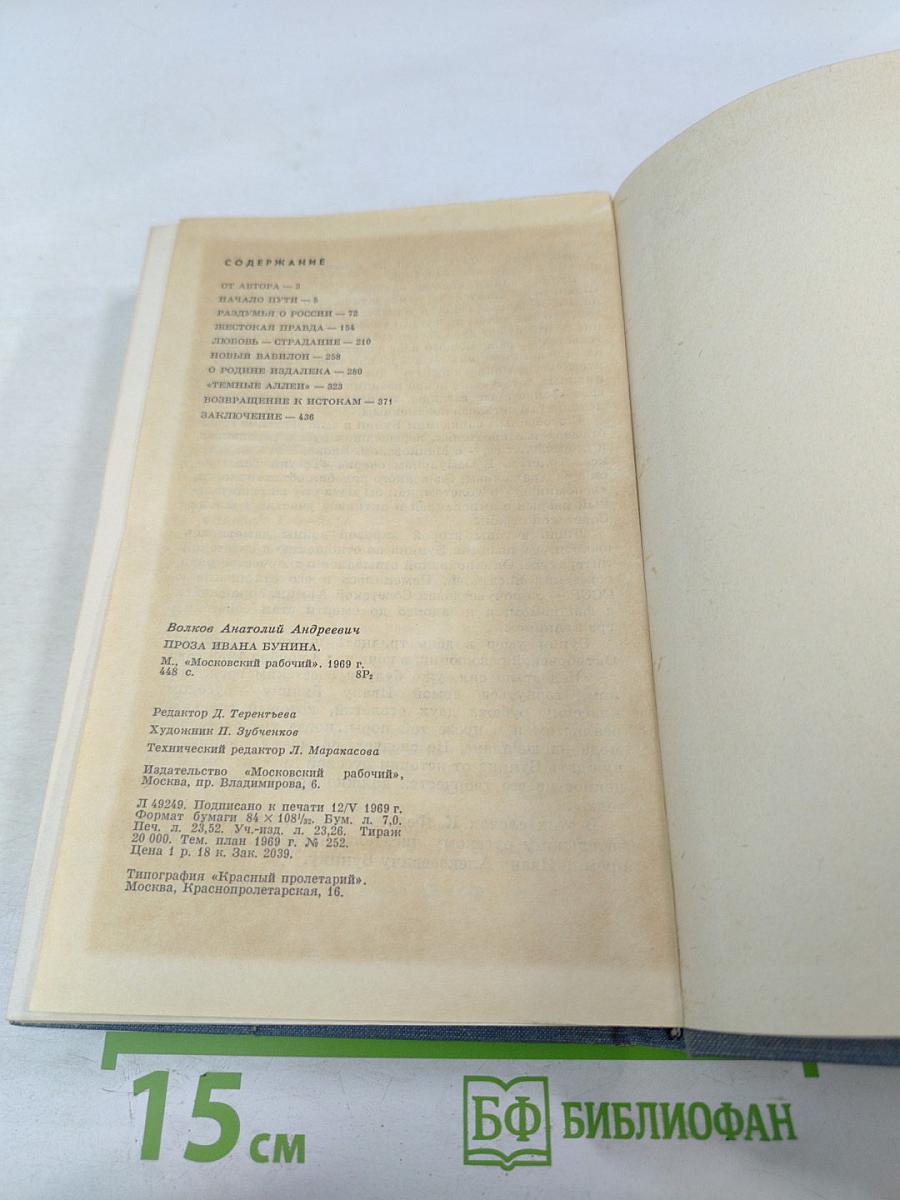 СОДЕРЖАНИЕ
ОТ АВТОРА — 3
НАЧАЛО ПУТИ — 5
РАЗДУМЬЯ О РОССИИ — 72
ЖЕСТОКАЯ ПРАВДА — 154
ЛЮБОВЬ — СТРАДАНИЕ — 210
НОВЫЙ ВАВИЛОН — 258
О РОДИНЕ ИЗДАЛЕКА — 280
«ТЕМНЫЕ АЛЛЕИ» — 323
ВОЗВРАЩЕНИЕ К ИСТОКАМ — 371
ЗАКЛЮЧЕНИЕ — 436
Волков Анатолий Андреевич
ПРОЗА ИВАНА БУНИНА.
М., «Московский рабочий». 1969 г.
448 с. 8Р2
Редактор Д. Терентьева
Художник П. Зубченков
Технический редактор Л. Маракасова
Издательство «Московский рабочий»,
Москва, пр. Владимирова, 6.
Л 49249. Подписано к печати 12/V 1969 г.
Формат бумаги 84 × 108¹/₃₂. Бум. л. 7,0.
Печ. л. 23,52. Уч.-изд. л. 23,26. Тираж
20 000. Тем. план 1969 г. № 252.
Цена 1 р. 18 к. Зак. 2039.
Типография «Красный пролетарий».
Москва, Краснопролетарская, 16.
15 см
БФ БИБЛИОФАН